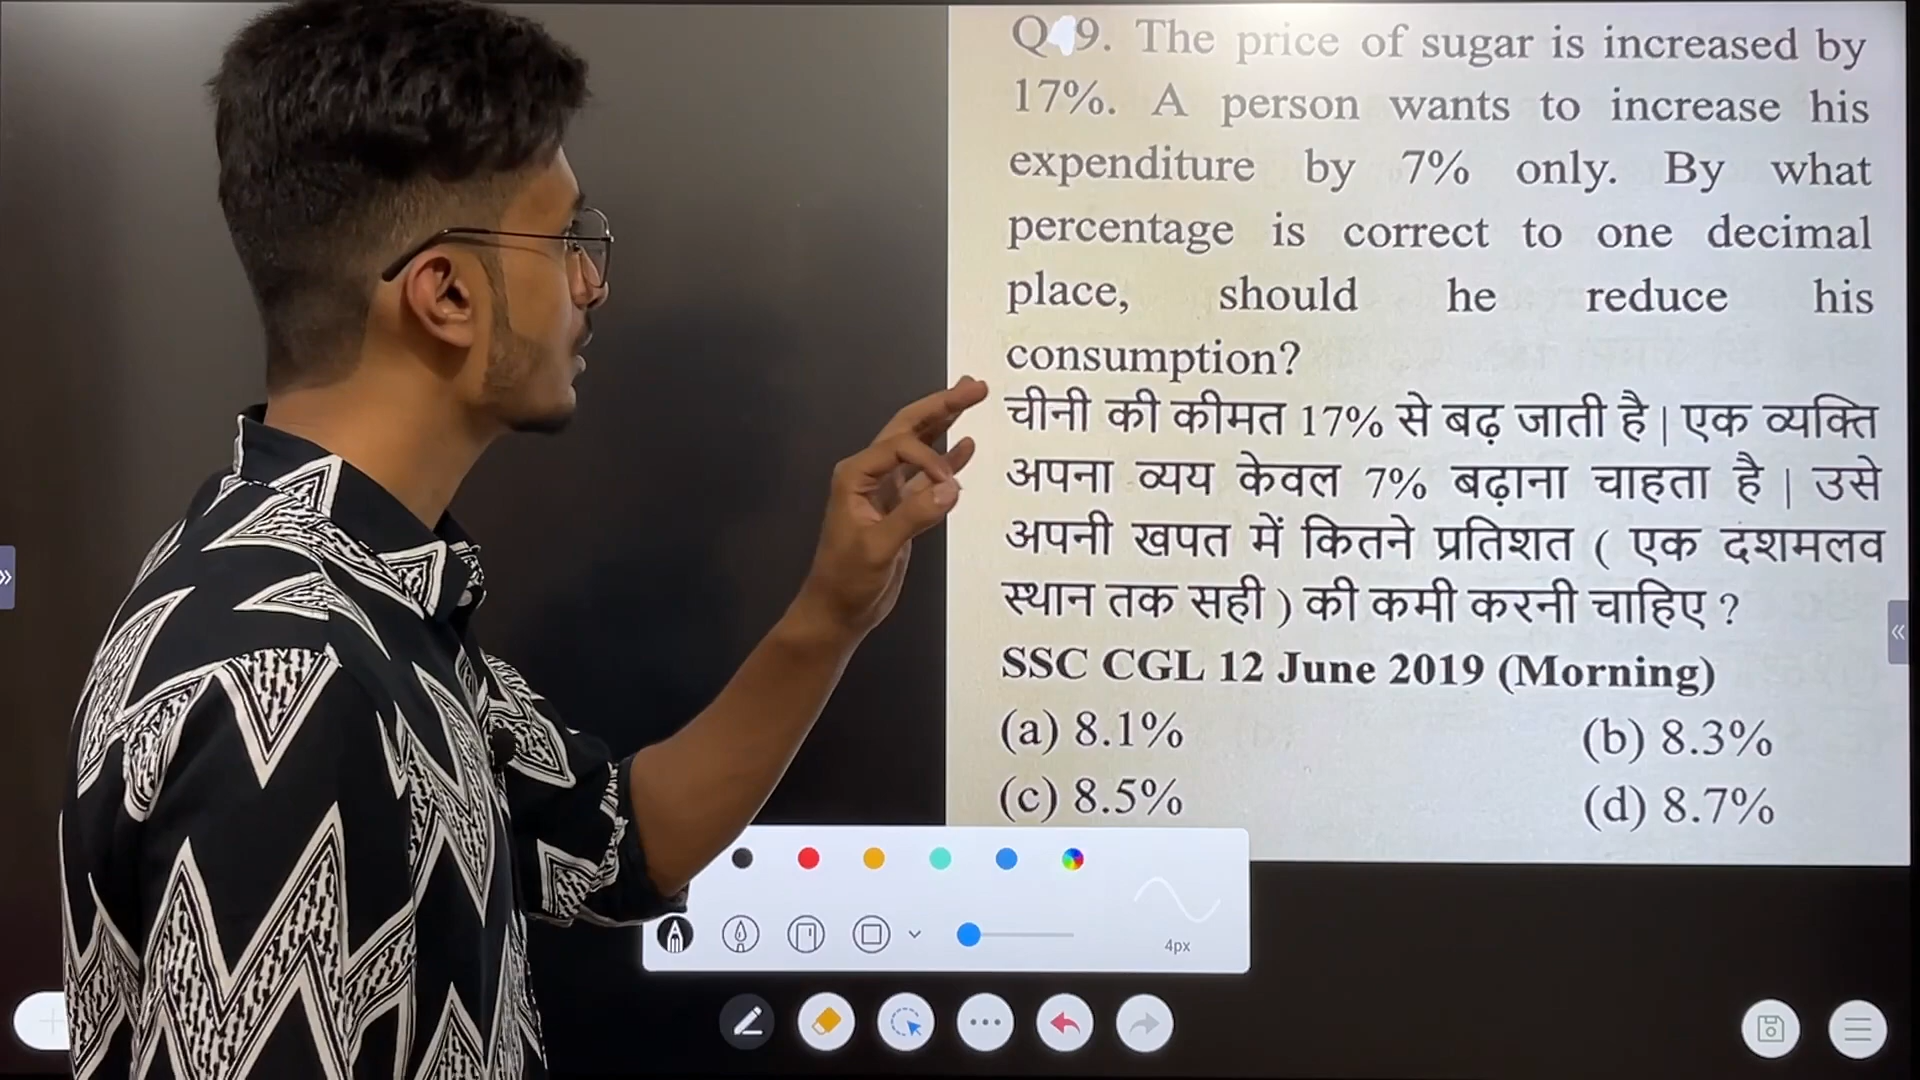 Q 9. The price of sugar is increased by
17%. A person wants to increase his
expenditure by 7% only. By what
percentage is correct to one decimal
place, should he reduce his
consumption?
चीनी की कीमत 17% से बढ़ जाती है | एक व्यक्ति
अपना व्यय केवल 7% बढ़ाना चाहता है | उसे
अपनी खपत में कितने प्रतिशत ( एक दशमलव
स्थान तक सही ) की कमी करनी चाहिए ?
SSC CGL 12 June 2019 (Morning)
(a) 8.1% (b) 8.3%
(c) 8.5% (d) 8.7%
4px